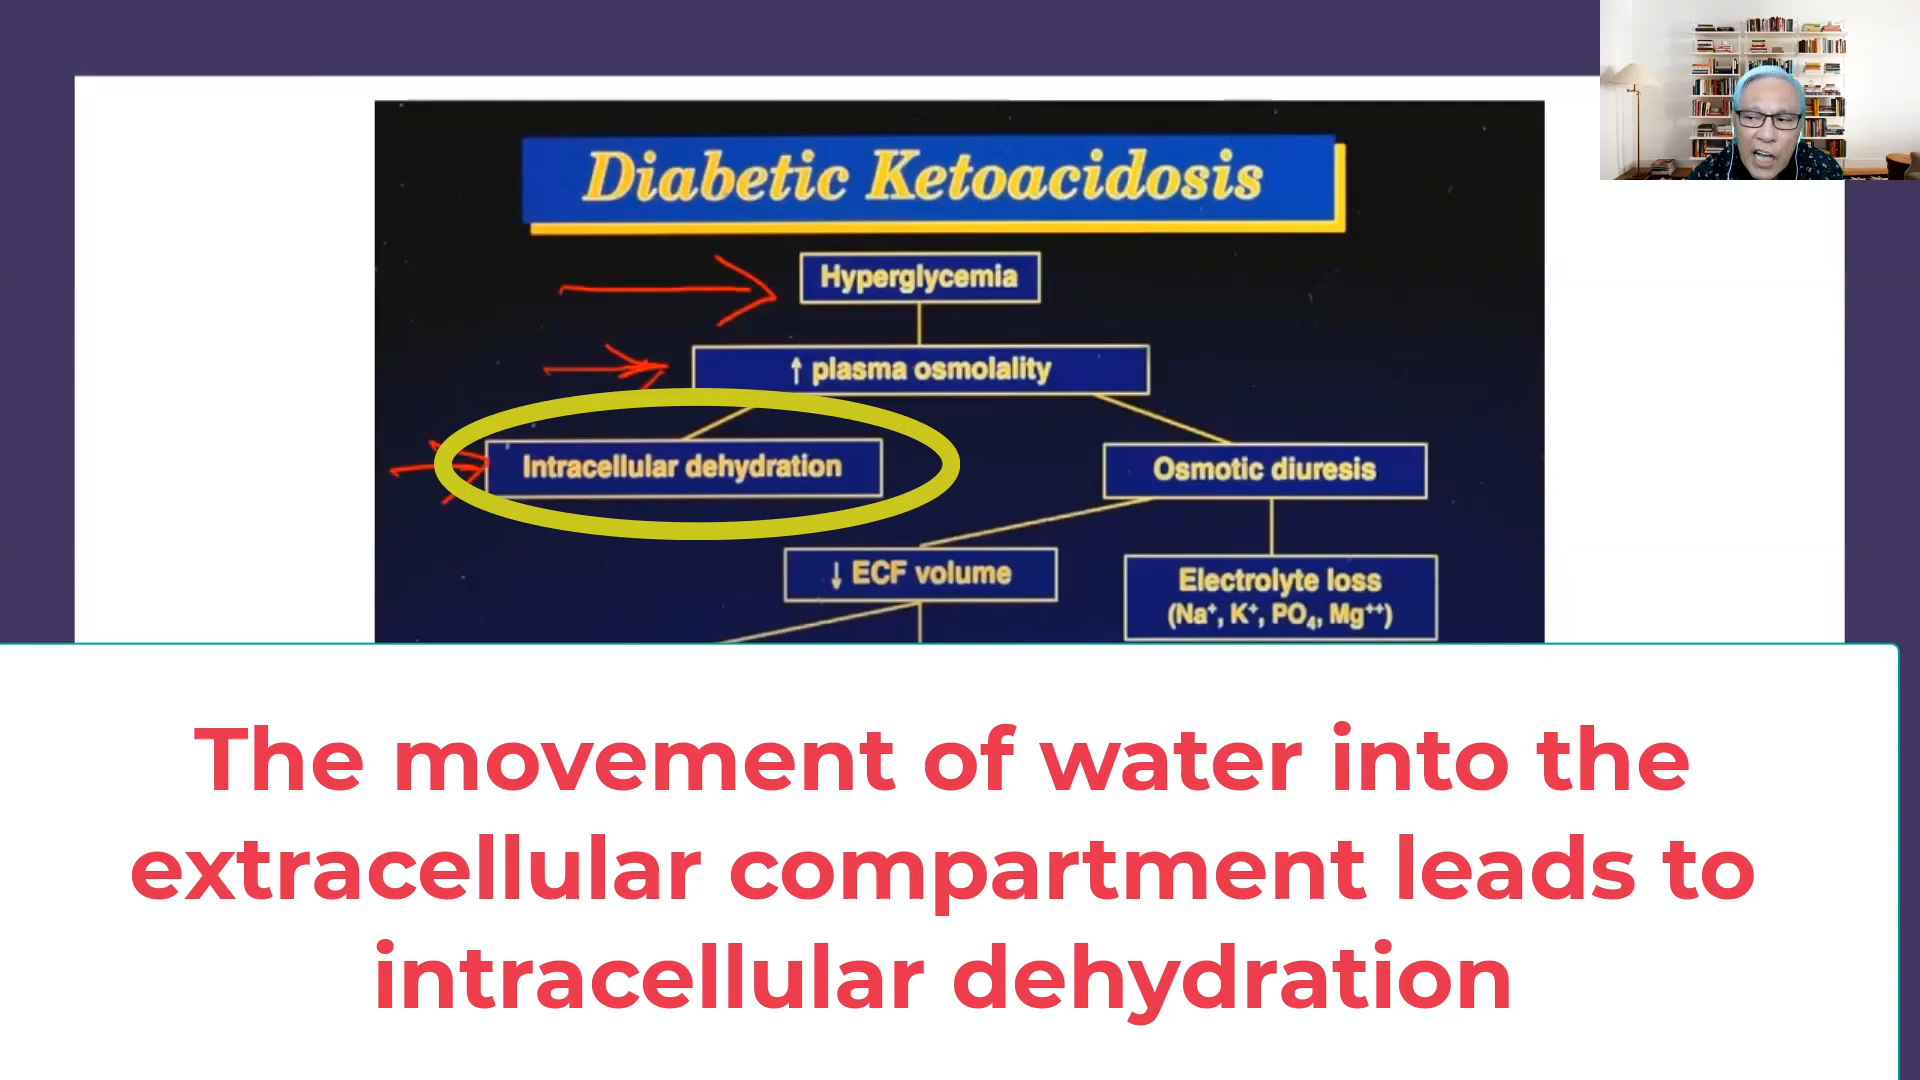 Diabetic Ketoacidosis
Hyperglycemia
↑ plasma osmolality
Intracellular dehydration
Osmotic diuresis
↓ ECF volume
Electrolyte loss
(Na⁺, K⁺, PO₄, Mg⁺⁺)
The movement of water into the
extracellular compartment leads to
intracellular dehydration